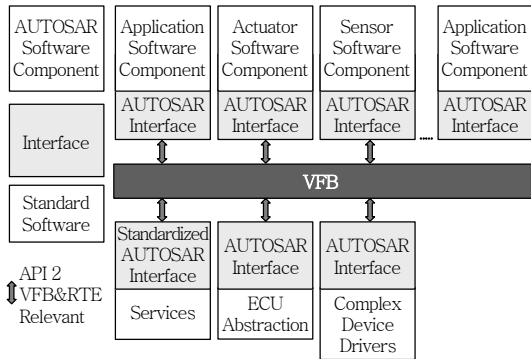 AUTOSAR
Software
Component
Interface
Standard
Software
API 2
VFB&RTE
Relevant
Application
Software
Component
AUTOSAR
Interface
Actuator
Software
Component
AUTOSAR
Interface
Sensor
Software
Component
AUTOSAR
Interface
.....
Application
Software
Component
AUTOSAR
Interface
VFB
Standardized
AUTOSAR
Interface
Services
AUTOSAR
Interface
ECU
Abstraction
AUTOSAR
Interface
Complex
Device
Drivers